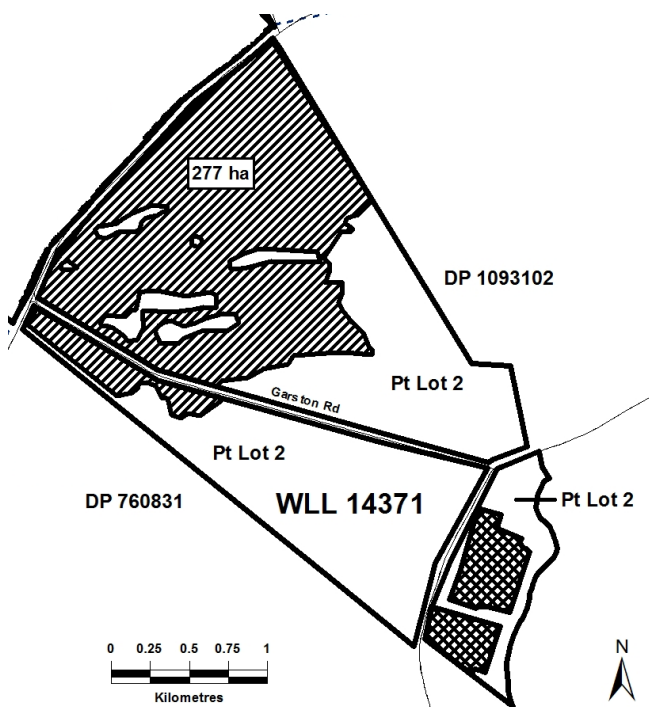 277 ha
DP 1093102
Pt Lot 2
Garston Rd
Pt Lot 2
DP 760831
WLL 14371
Pt Lot 2
0 0.25 0.5 0.75 1
Kilometres
N